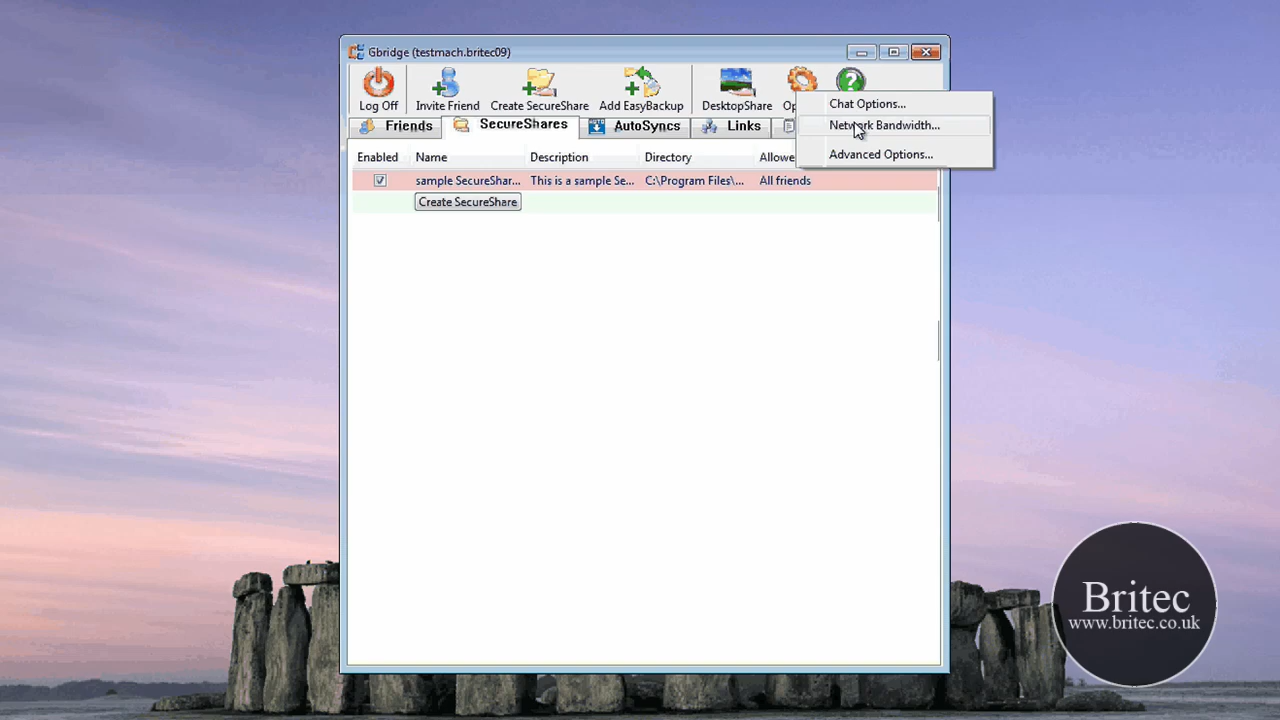 Gbridge (testmach.britec09)
Log Off Invite Friend Create SecureShare Add EasyBackup DesktopShare Op
Chat Options...
Network Bandwidth...
Advanced Options...
Friends SecureShares AutoSyncs Links
Enabled Name Description Directory Allowe
sample SecureShar... This is a sample Se... C:\Program Files\... All friends
Create SecureShare
Britec
www.britec.co.uk